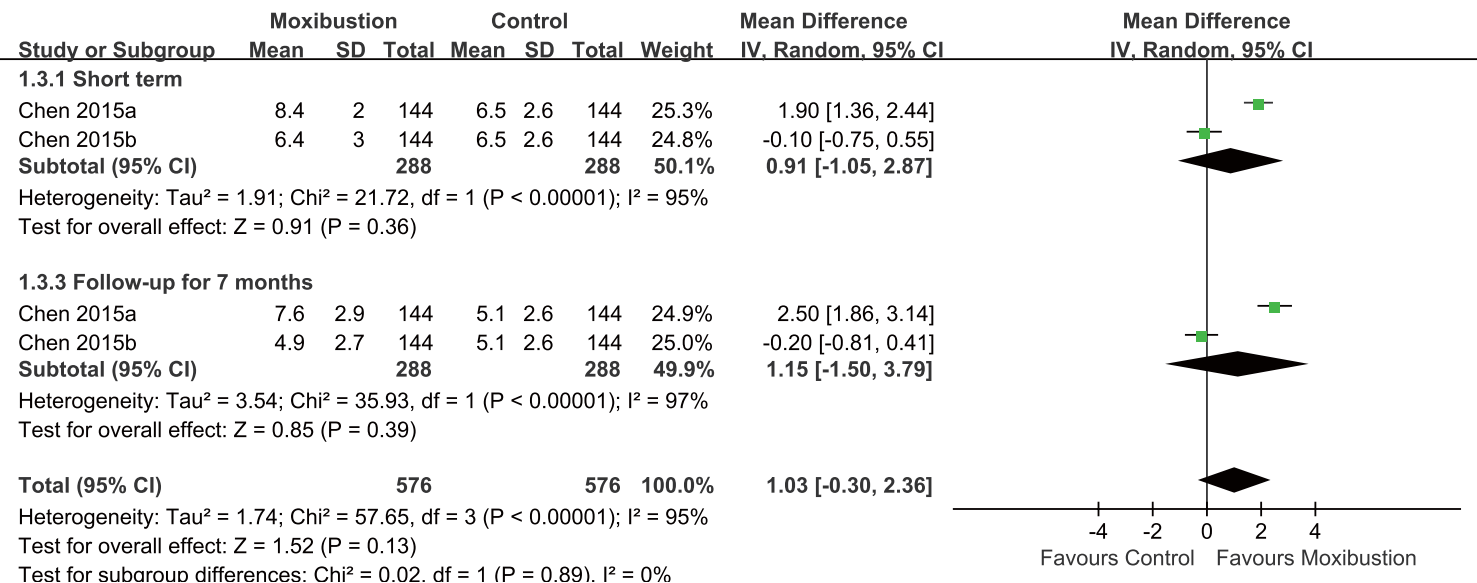 Moxibustion Control Mean Difference Mean Difference
Study or Subgroup Mean SD Total Mean SD Total Weight IV, Random, 95% CI IV, Random, 95% CI
1.3.1 Short term
Chen 2015a 8.4 2 144 6.5 2.6 144 25.3% 1.90 [1.36, 2.44]
Chen 2015b 6.4 3 144 6.5 2.6 144 24.8% -0.10 [-0.75, 0.55]
Subtotal (95% CI) 288 288 50.1% 0.91 [-1.05, 2.87]
Heterogeneity: Tau² = 1.91; Chi² = 21.72, df = 1 (P < 0.00001); I² = 95%
Test for overall effect: Z = 0.91 (P = 0.36)
1.3.3 Follow-up for 7 months
Chen 2015a 7.6 2.9 144 5.1 2.6 144 24.9% 2.50 [1.86, 3.14]
Chen 2015b 4.9 2.7 144 5.1 2.6 144 25.0% -0.20 [-0.81, 0.41]
Subtotal (95% CI) 288 288 49.9% 1.15 [-1.50, 3.79]
Heterogeneity: Tau² = 3.54; Chi² = 35.93, df = 1 (P < 0.00001); I² = 97%
Test for overall effect: Z = 0.85 (P = 0.39)
Total (95% CI) 576 576 100.0% 1.03 [-0.30, 2.36]
Heterogeneity: Tau² = 1.74; Chi² = 57.65, df = 3 (P < 0.00001); I² = 95%
Test for overall effect: Z = 1.52 (P = 0.13)
Test for subgroup differences: Chi² = 0.02, df = 1 (P = 0.89), I² = 0%
-4 -2 0 2 4
Favours Control Favours Moxibustion